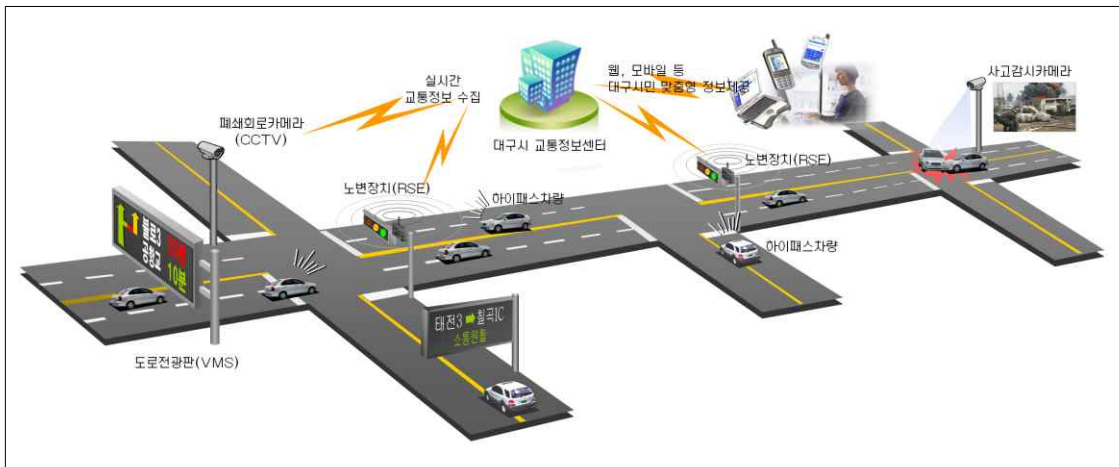 실시간
교통정보 수집
웹, 모바일 등
대구시민 맞춤형 정보제공
사고감시카메라
폐쇄회로카메라
(CCTV)
대구시 교통정보센터
노변장치(RSE)
노변장치(RSE)
하이패스차량
하이패스차량
10분
태전3 ➡ 칠곡IC
소통원활
도로전광판(VMS)